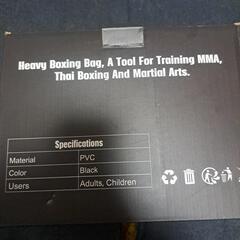 Heavy Boxing Bag, A Tool For Training MMA,
Thai Boxing And Martial Arts.
Specifications
Material PVC
Color Black
Users Adults, Children